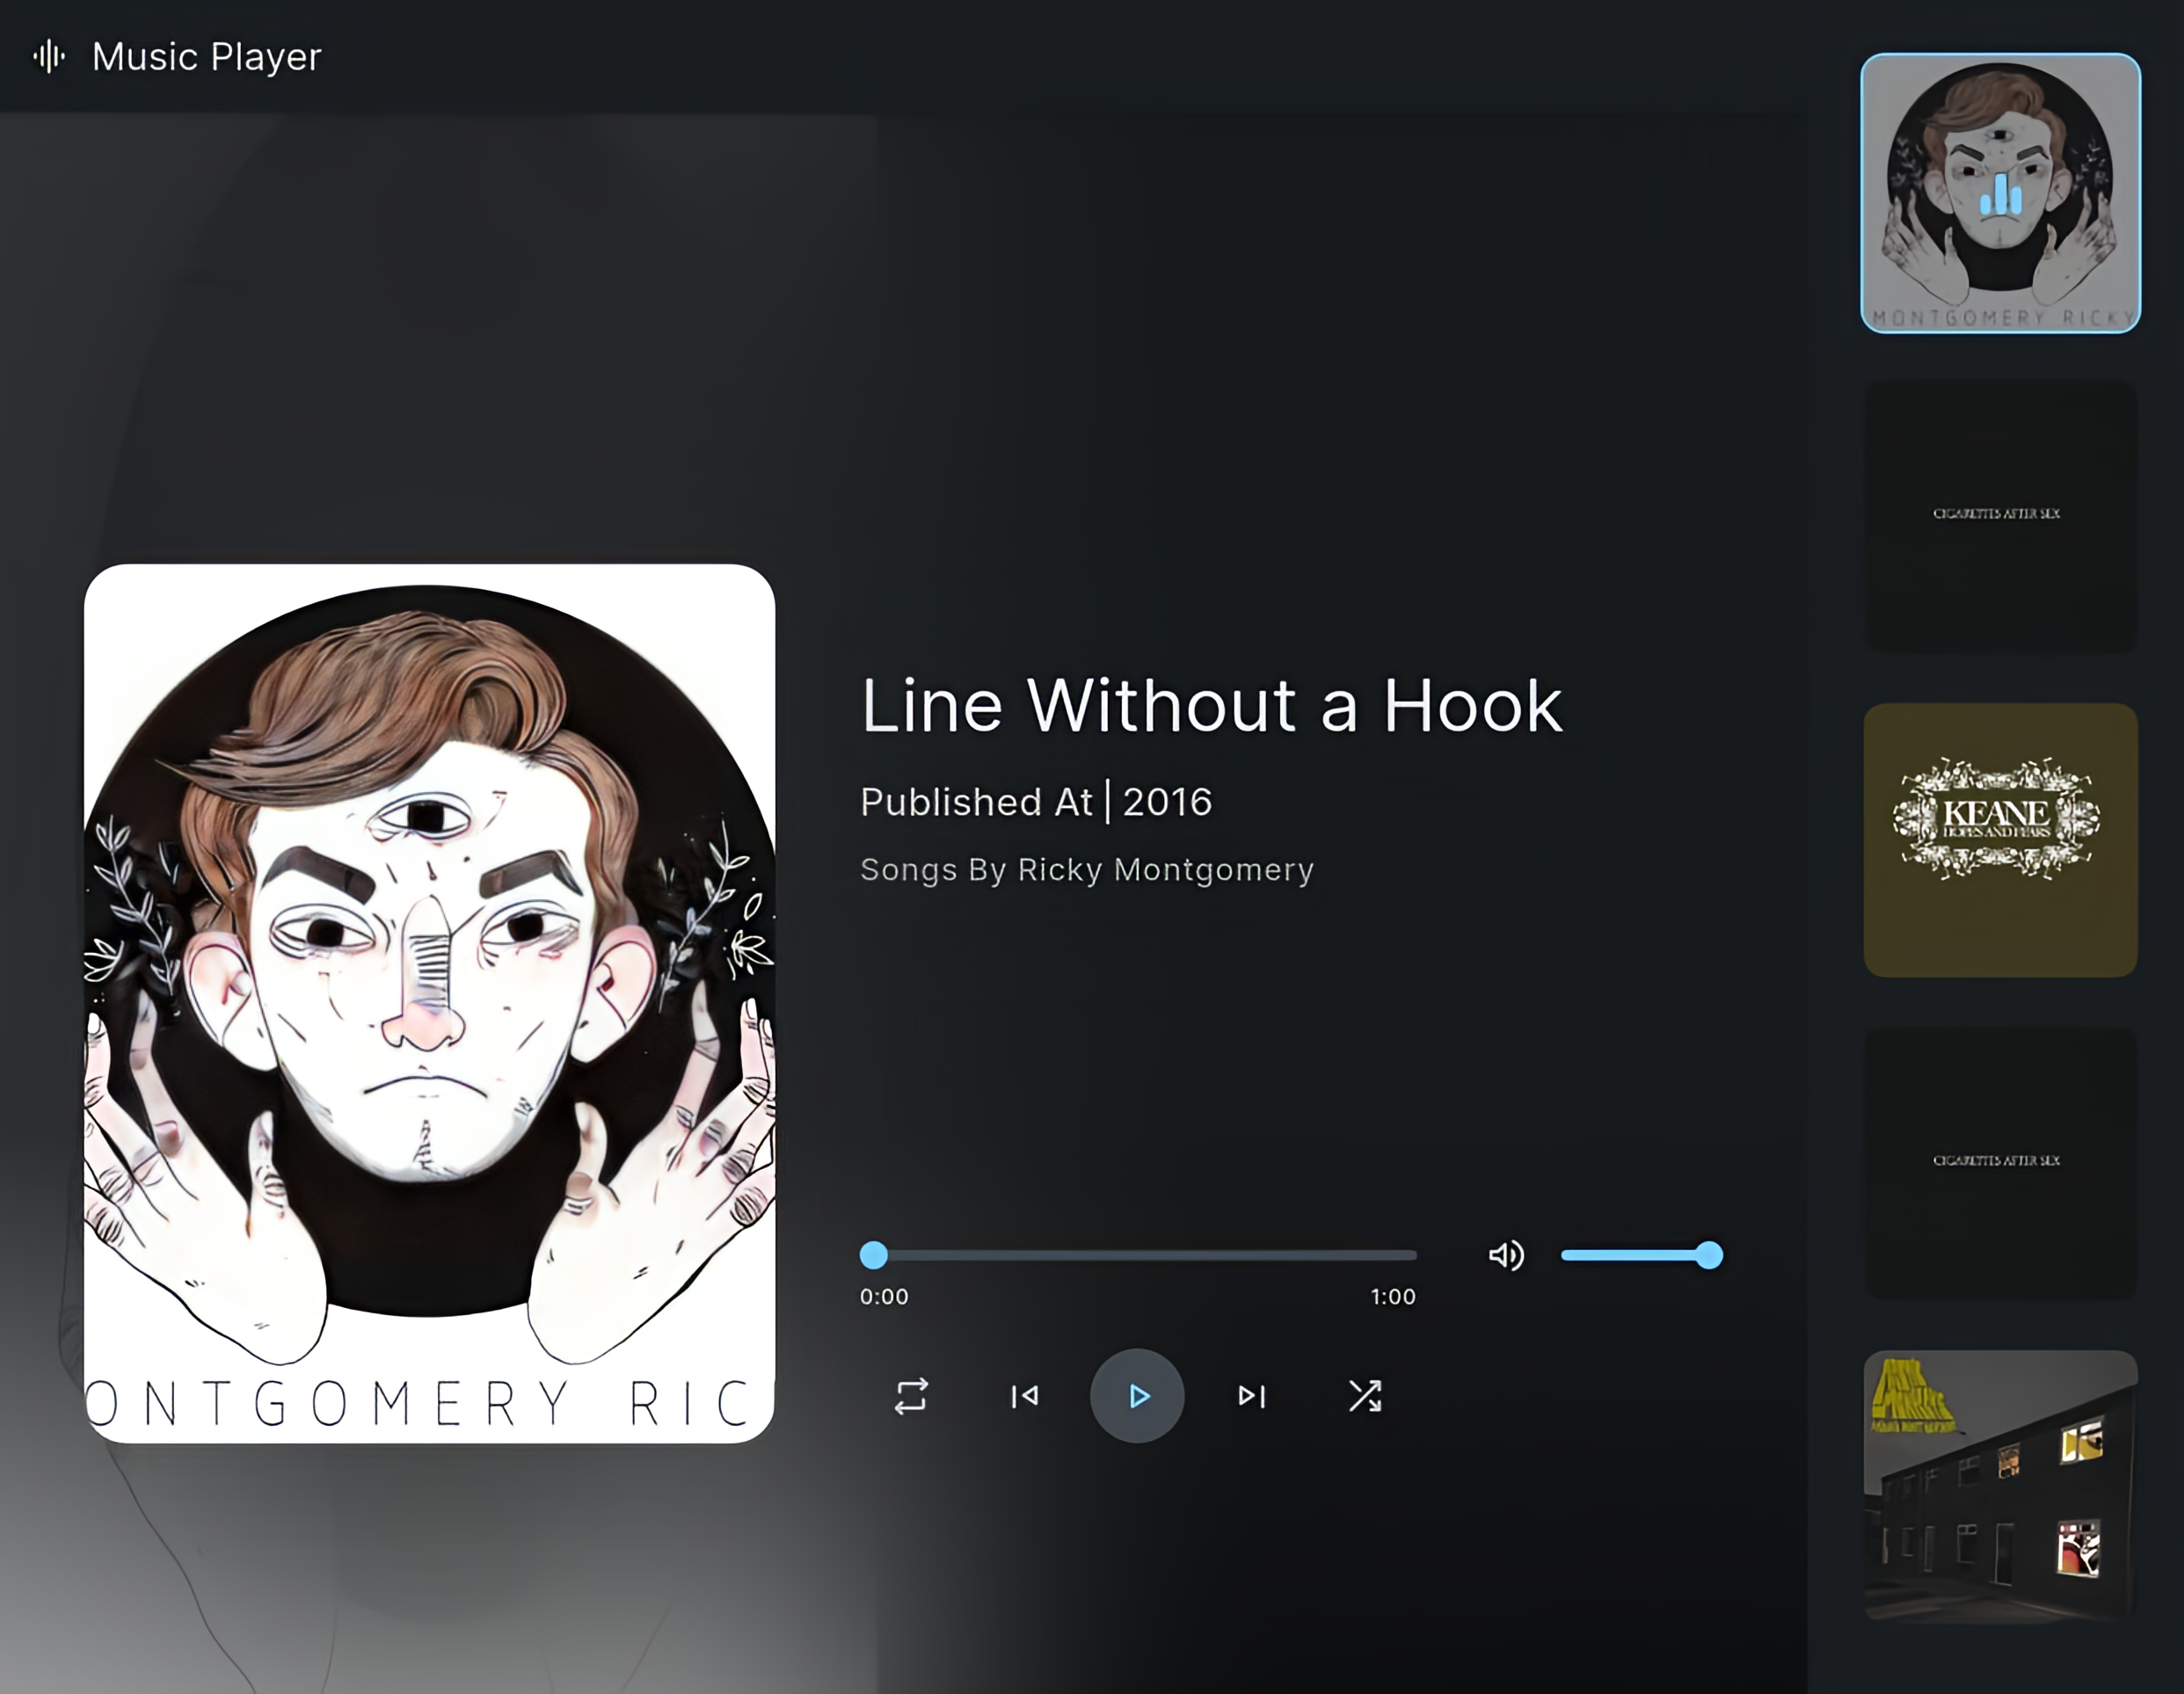 Music Player
Line Without a Hook
Published At | 2016
Songs By Ricky Montgomery
0:00
1:00
ONTGOMERY RIC
MONTGOMERY RICKY
CIGARETTES AFTER SEX
KEANE
HOPES AND FEARS
CIGARETTES AFTER SEX